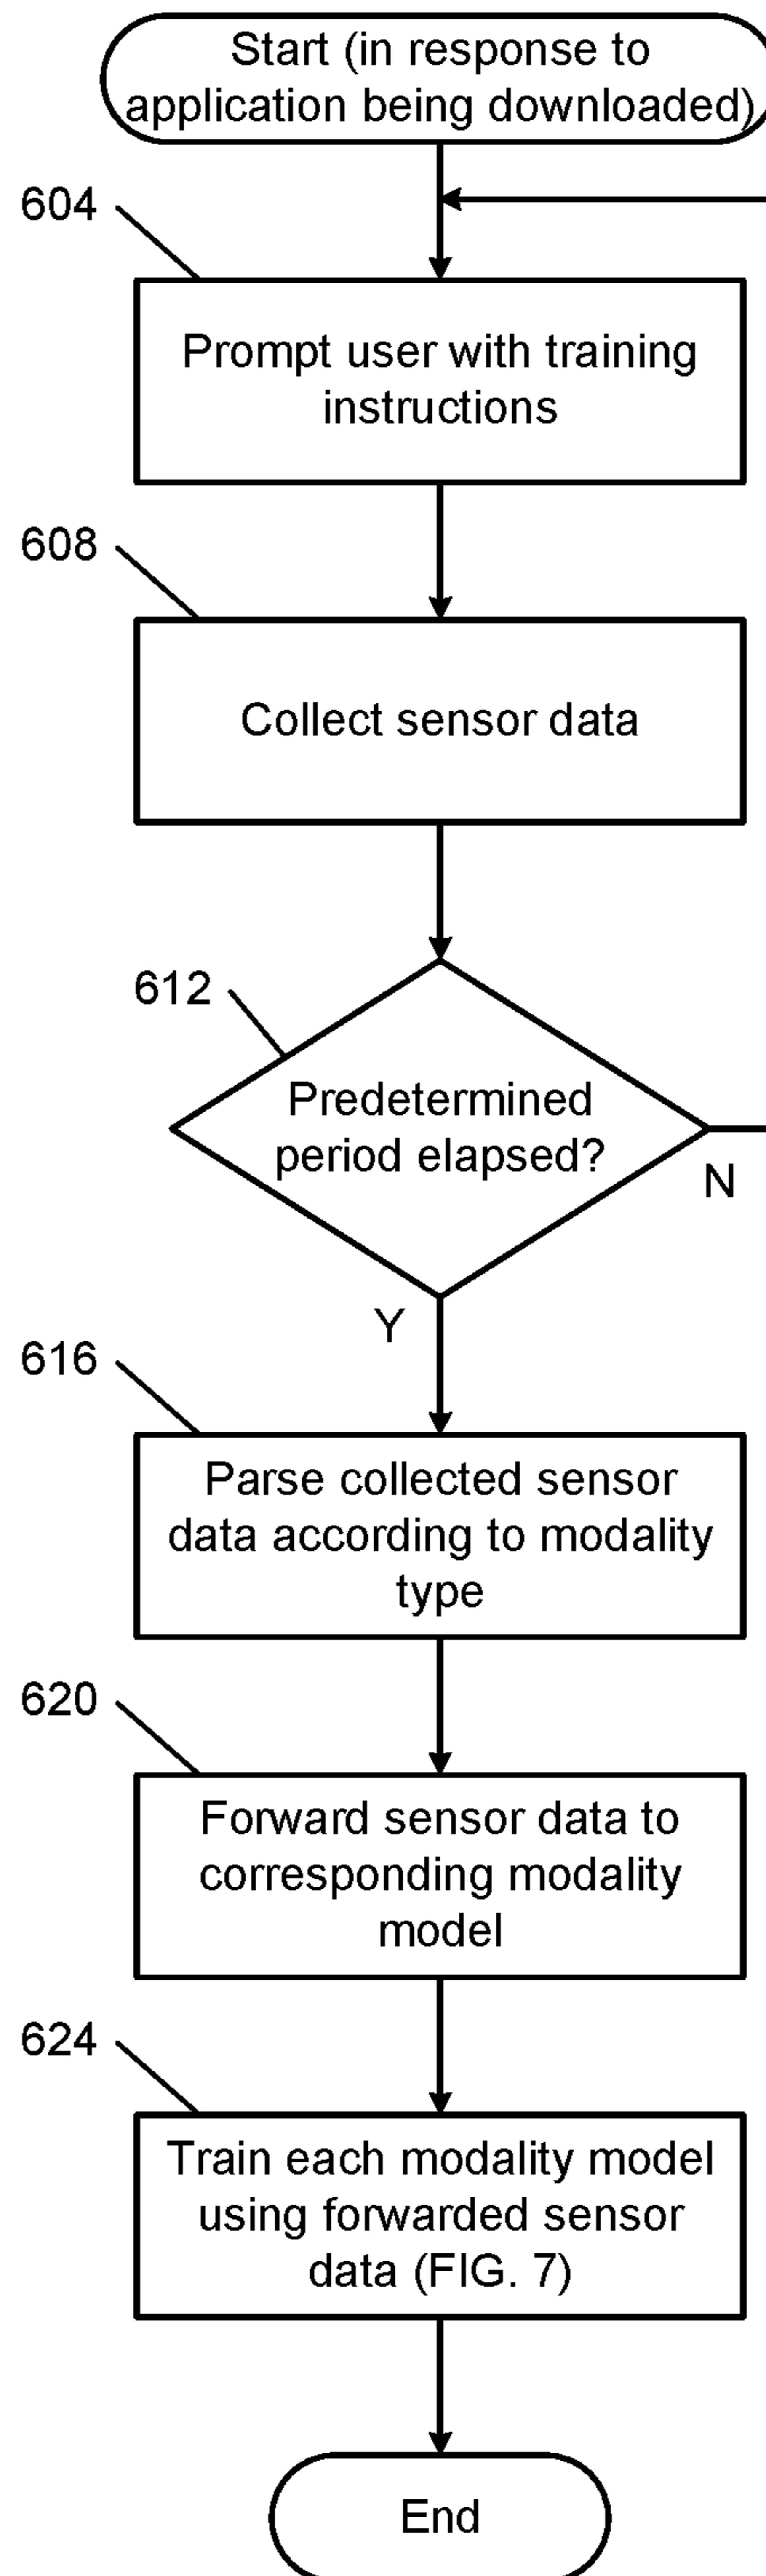 Start (in response to
application being downloaded)
604
Prompt user with training
instructions
608
Collect sensor data
612
Predetermined
period elapsed?
N
Y
616
Parse collected sensor
data according to modality
type
620
Forward sensor data to
corresponding modality
model
624
Train each modality model
using forwarded sensor
data (FIG. 7)
End